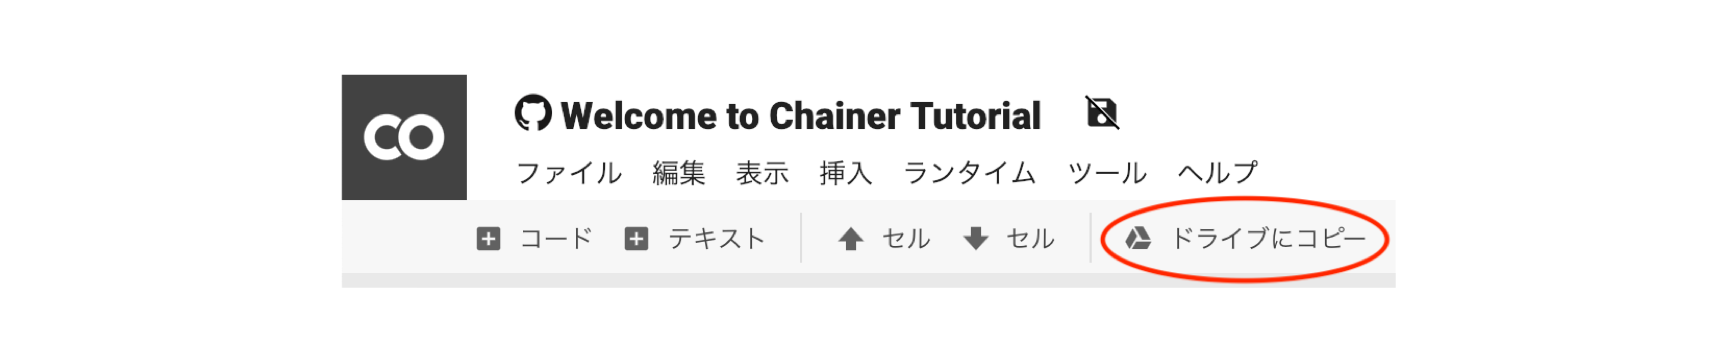 CO
Welcome to Chainer Tutorial
ファイル 編集 表示 挿入 ランタイム ツール ヘルプ
コード テキスト セル セル ドライブにコピー